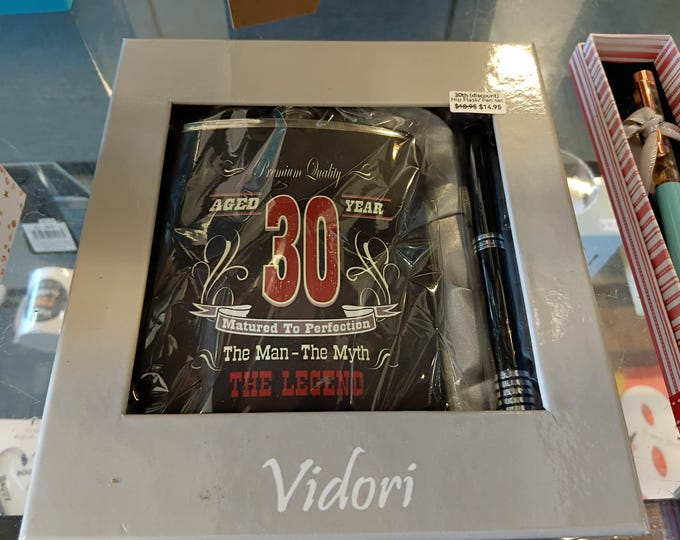 30th (discount)
Hip Flask/ Pen set
$18.95 $14.95
Premium Quality
AGED 30 YEAR
Matured To Perfection
The Man - The Myth
THE LEGEND
Vidori